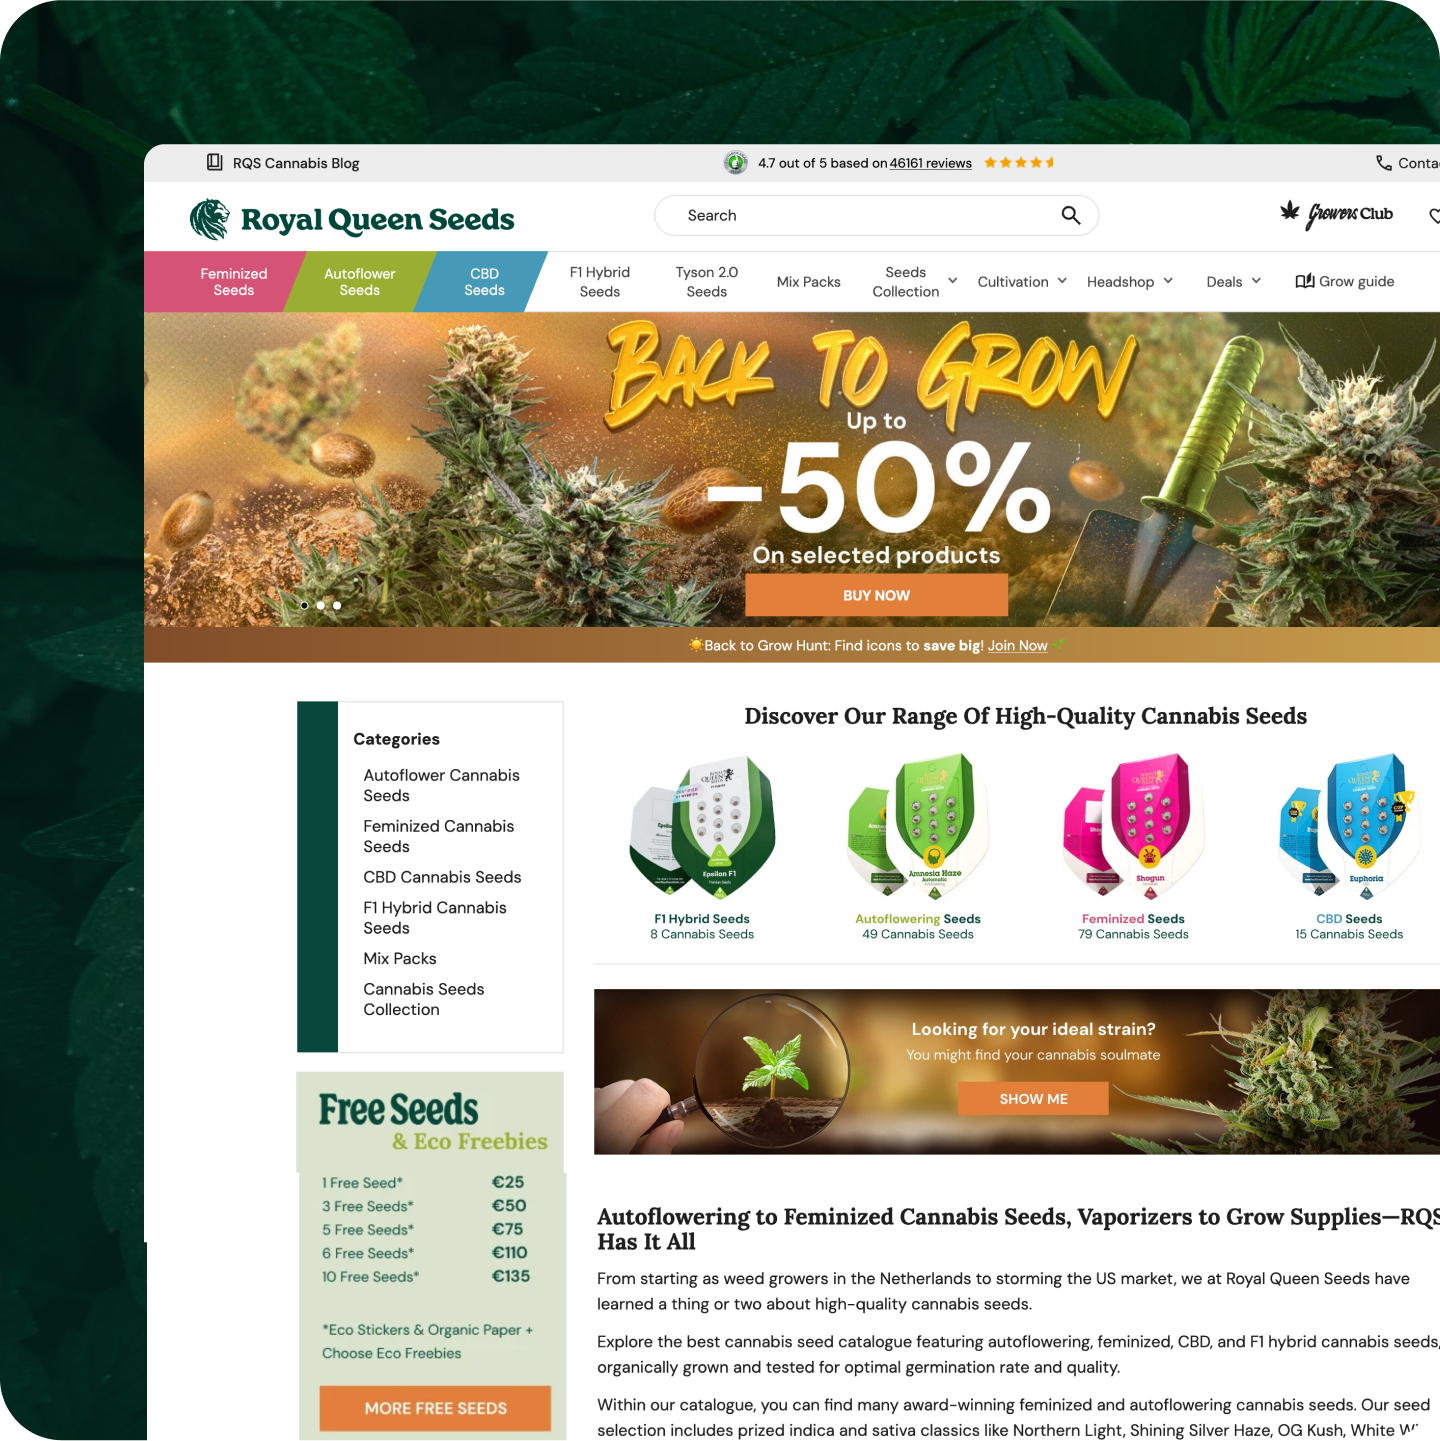 RQS Cannabis Blog
4.7 out of 5 based on 46161 reviews
Royal Queen Seeds
Search
Growers Club
Feminized
Seeds
Autoflower
Seeds
CBD
Seeds
F1 Hybrid
Seeds
Tyson 2.0
Seeds
Mix Packs
Seeds
Collection
Cultivation
Headshop
Deals
Grow guide
BACK TO GROW
Up to
-50%
On selected products
BUY NOW
Back to Grow Hunt: Find icons to save big! Join Now
Categories
Autoflower Cannabis
Seeds
Feminized Cannabis
Seeds
CBD Cannabis Seeds
F1 Hybrid Cannabis
Seeds
Mix Packs
Cannabis Seeds
Collection
Discover Our Range Of High-Quality Cannabis Seeds
Epsilon F1
Amnesia Haze
Automatic
Shogun
Euphoria
F1 Hybrid Seeds
8 Cannabis Seeds
Autoflowering Seeds
49 Cannabis Seeds
Feminized Seeds
79 Cannabis Seeds
CBD Seeds
15 Cannabis Seeds
Looking for your ideal strain?
You might find your cannabis soulmate
SHOW ME
Free Seeds
& Eco Freebies
1 Free Seed* €25
3 Free Seeds* €50
5 Free Seeds* €75
6 Free Seeds* €110
10 Free Seeds* €135
*Eco Stickers & Organic Paper +
Choose Eco Freebies
MORE FREE SEEDS
Autoflowering to Feminized Cannabis Seeds, Vaporizers to Grow Supplies—RQS
Has It All
From starting as weed growers in the Netherlands to storming the US market, we at Royal Queen Seeds have
learned a thing or two about high-quality cannabis seeds.
Explore the best cannabis seed catalogue featuring autoflowering, feminized, CBD, and F1 hybrid cannabis seeds,
organically grown and tested for optimal germination rate and quality.
Within our catalogue, you can find many award-winning feminized and autoflowering cannabis seeds. Our seed
selection includes prized indica and sativa classics like Northern Light, Shining Silver Haze, OG Kush, White